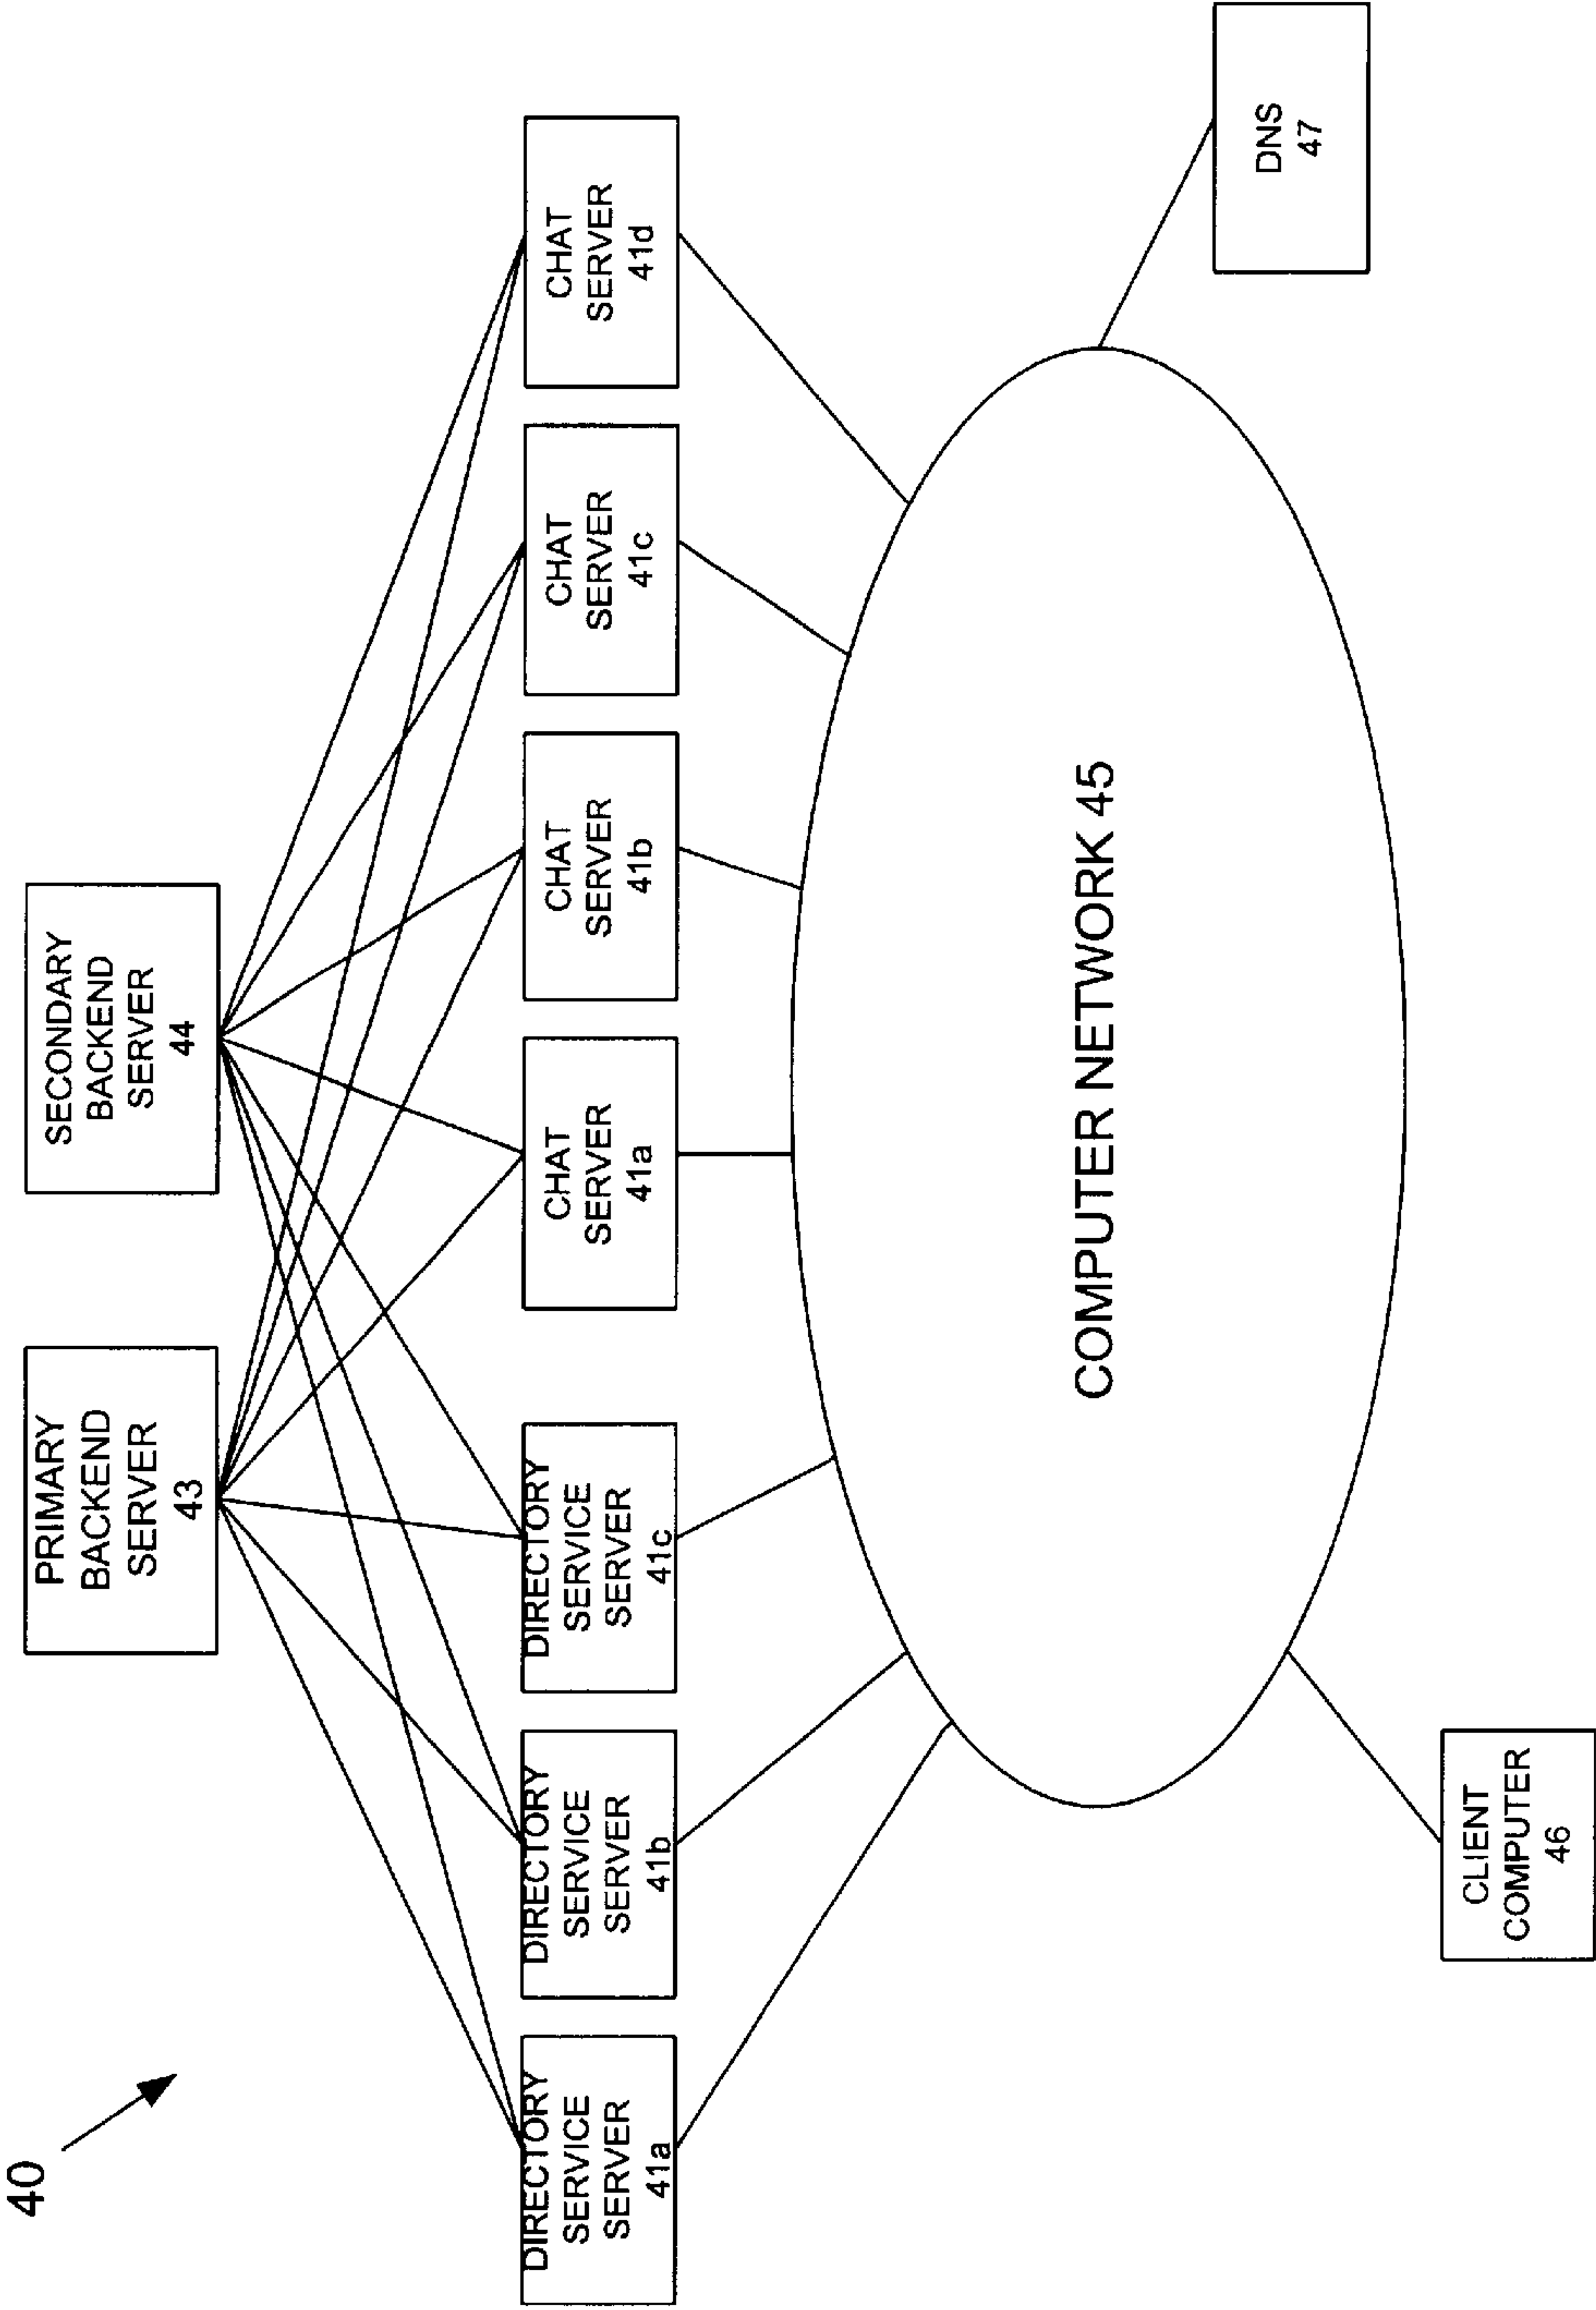 40
PRIMARY
BACKEND
SERVER
43
SECONDARY
BACKEND
SERVER
44
DIRECTORY
SERVICE
SERVER
41a
DIRECTORY
SERVICE
SERVER
41b
DIRECTORY
SERVICE
SERVER
41c
CHAT
SERVER
41a
CHAT
SERVER
41b
CHAT
SERVER
41c
CHAT
SERVER
41d
COMPUTER NETWORK 45
CLIENT
COMPUTER
46
DNS
47